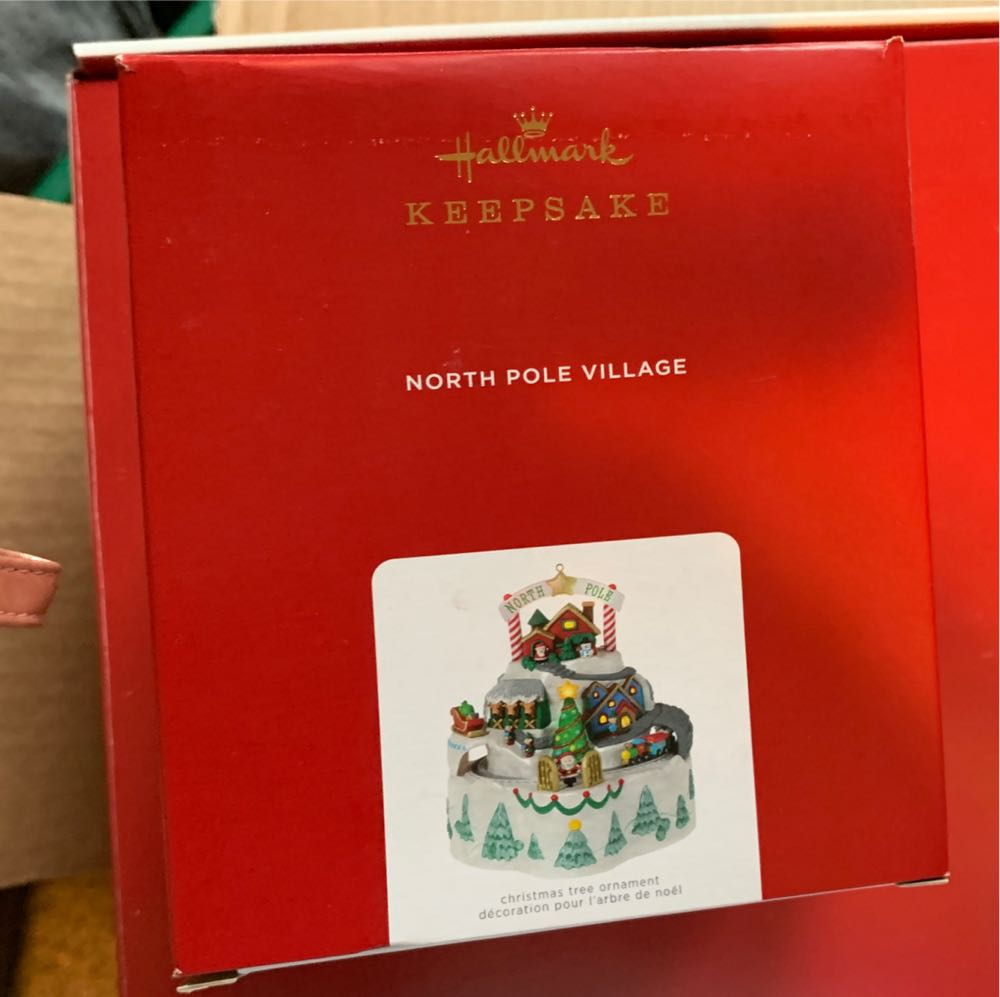 Hallmark
KEEPSAKE
NORTH POLE VILLAGE
NORTH POLE
christmas tree ornament
décoration pour l'arbre de noël